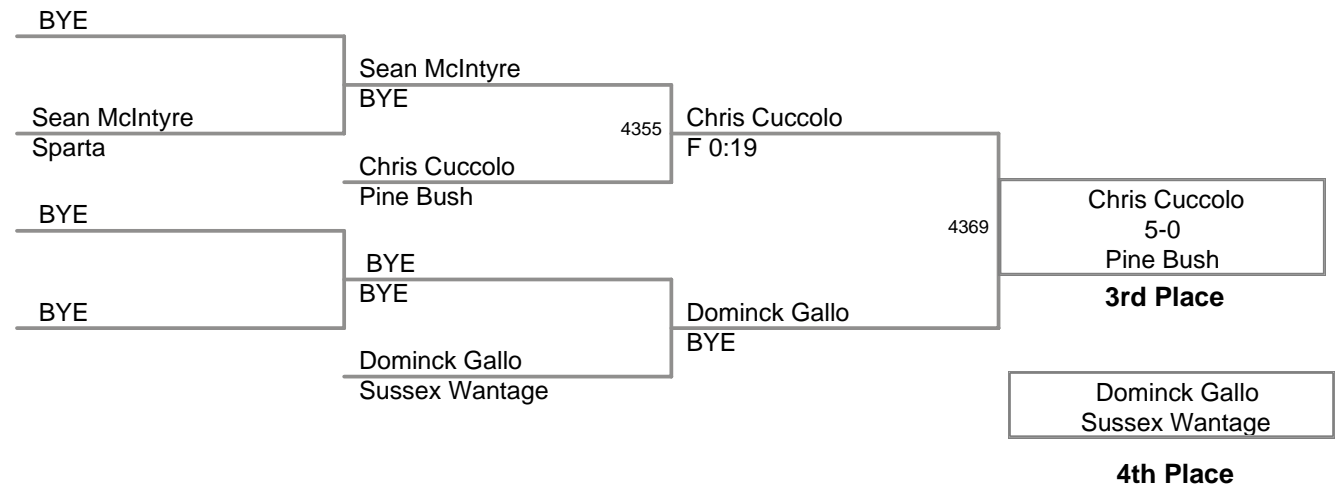 BYE
Sean McIntyre
BYE
Sean McIntyre
Sparta
4355
Chris Cuccolo
F 0:19
Chris Cuccolo
Pine Bush
BYE
4369
Chris Cuccolo
5-0
Pine Bush
3rd Place
BYE
BYE
BYE
Dominck Gallo
BYE
Dominck Gallo
Sussex Wantage
Dominck Gallo
Sussex Wantage
4th Place